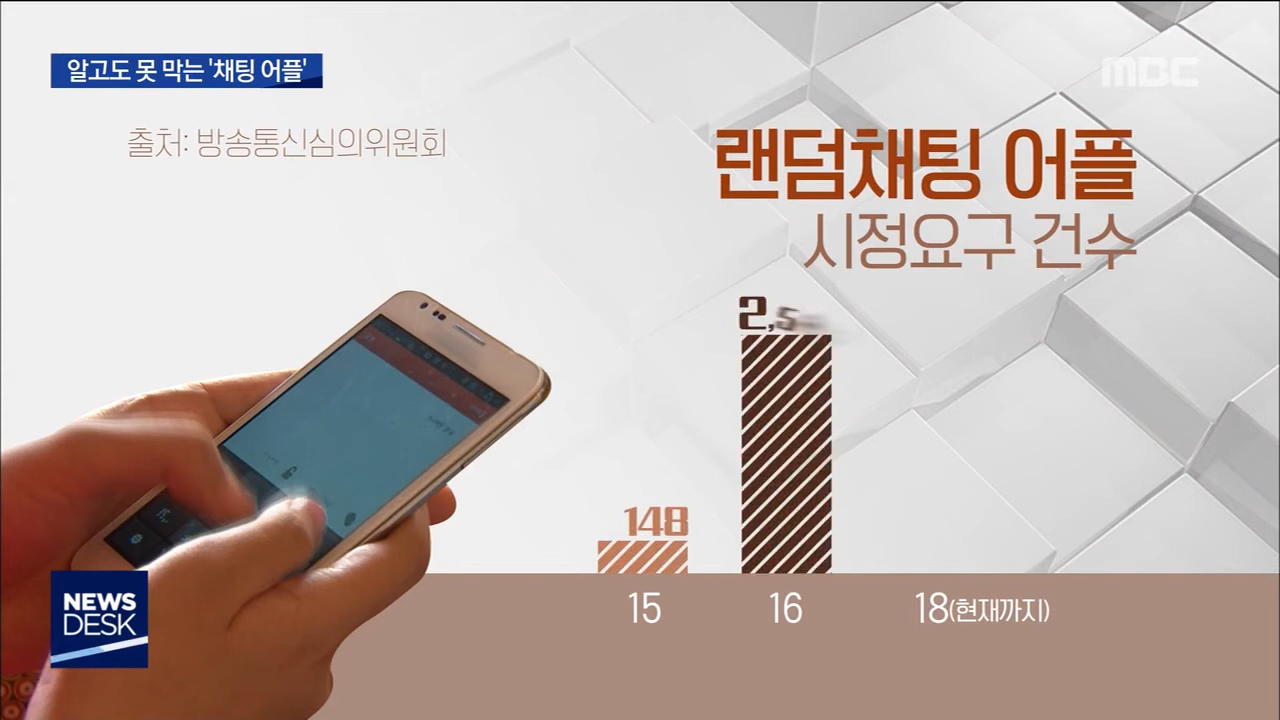 알고도 못 막는 '채팅 어플'
MBC
출처: 방송통신심의위원회
랜덤채팅 어플
시정요구 건수
2,5
148
15
16
18(현재까지)
NEWS
DESK